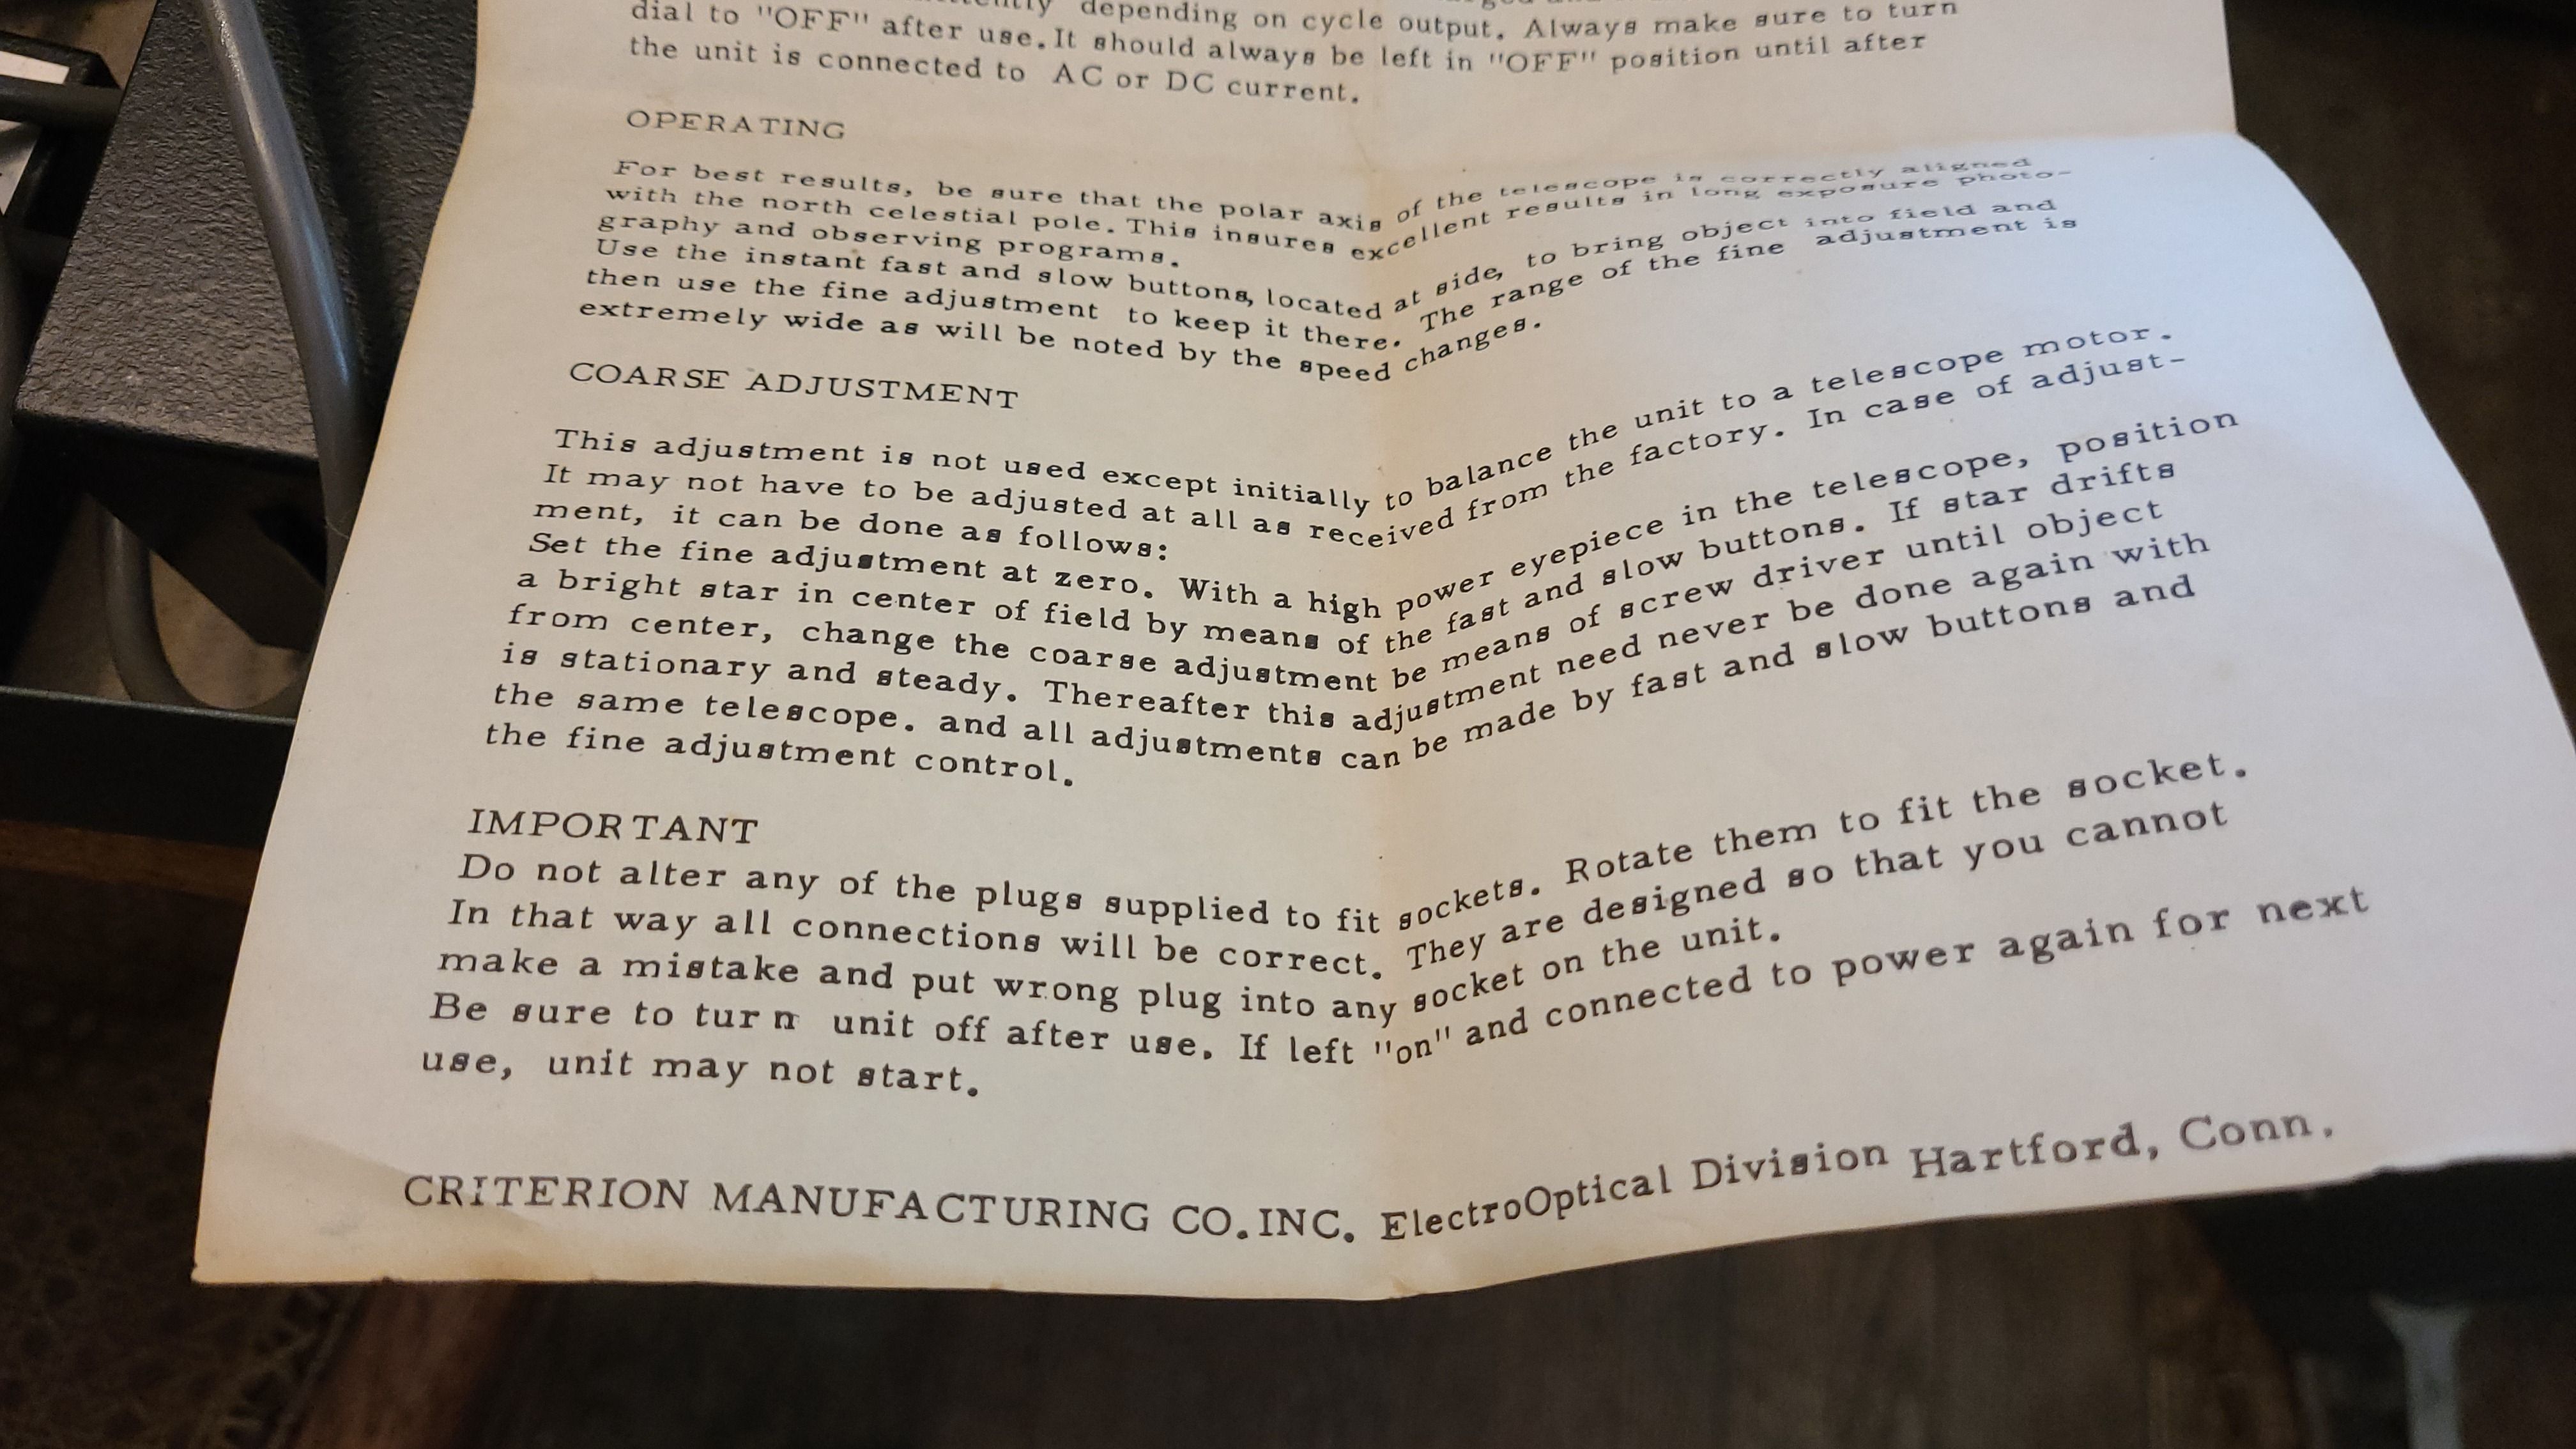 depending on cycle output. Always make sure to turn
dial to "OFF" after use. It should always be left in "OFF" position until after
the unit is connected to AC or DC current.
OPERATING
For best results, be sure that the polar axis of the telescope is correctly aligned
with the north celestial pole. This insures excellent results in long exposure photo-
graphy and observing programs.
Use the instant fast and slow buttons, located at side, to bring object into field and
then use the fine adjustment to keep it there. The range of the fine adjustment is
extremely wide as will be noted by the speed changes.
COARSE ADJUSTMENT
This adjustment is not used except initially to balance the unit to a telescope motor.
It may not have to be adjusted at all as received from the factory. In case of adjust-
ment, it can be done as follows:
Set the fine adjustment at zero. With a high power eyepiece in the telescope, position
a bright star in center of field by means of the fast and slow buttons. If star drifts
from center, change the coarse adjustment be means of screw driver until object
is stationary and steady. Thereafter this adjustment need never be done again with
the same telescope. and all adjustments can be made by fast and slow buttons and
the fine adjustment control.
IMPORTANT
Do not alter any of the plugs supplied to fit sockets. Rotate them to fit the socket.
In that way all connections will be correct. They are designed so that you cannot
make a mistake and put wrong plug into any socket on the unit.
Be sure to turn unit off after use. If left "on" and connected to power again for next
use, unit may not start.
CRITERION MANUFACTURING CO. INC. ElectroOptical Division Hartford, Conn.